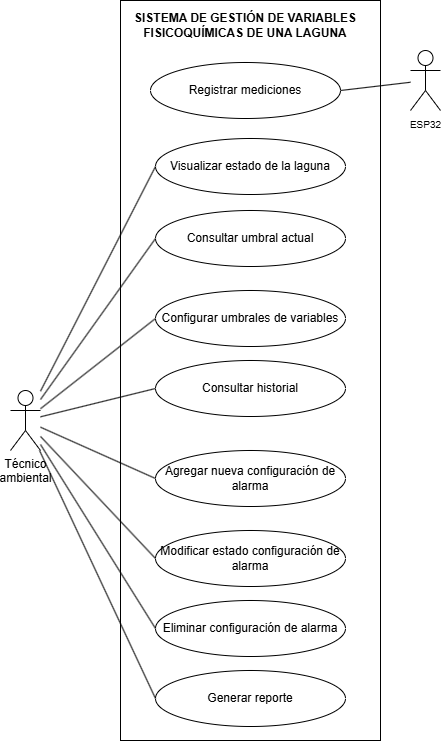 SISTEMA DE GESTIÓN DE VARIABLES
FISICOQUÍMICAS DE UNA LAGUNA
Registrar mediciones
ESP32
Visualizar estado de la laguna
Consultar umbral actual
Configurar umbrales de variables
Consultar historial
Técnico
ambiental
Agregar nueva configuración de
alarma
Modificar estado configuración de
alarma
Eliminar configuración de alarma
Generar reporte